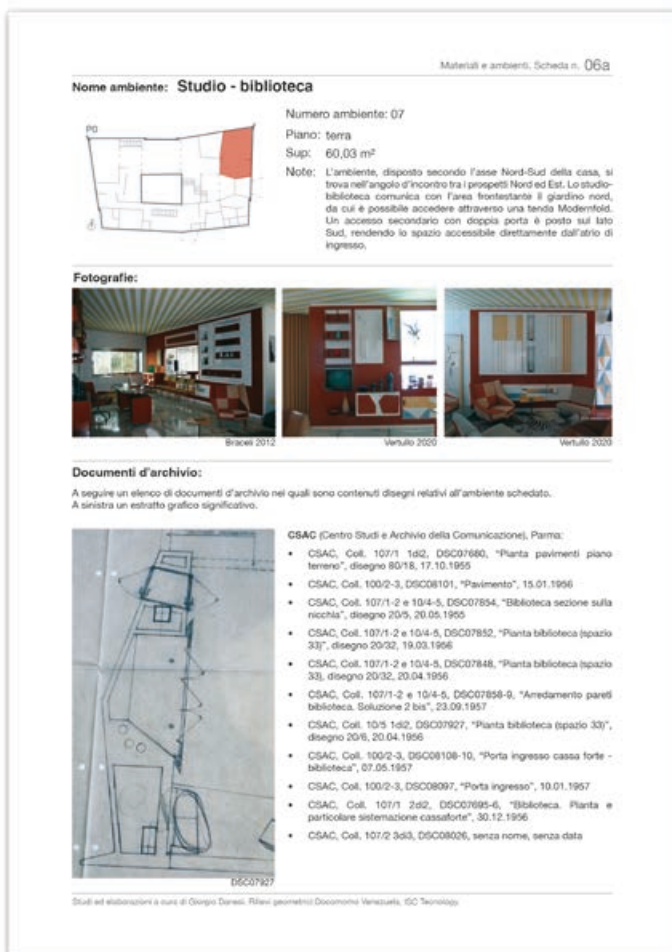 Materiali e ambienti. Scheda n. 06a
Nome ambiente: Studio - biblioteca
P0
Numero ambiente: 07
Piano: terra
Sup: 60,03 m²
Note: L'ambiente, disposto secondo l'asse Nord-Sud della casa, si
trova nell'angolo d'incontro tra i prospetti Nord ed Est. Lo studio-
biblioteca comunica con l'area frontestante il giardino nord,
da cui è possibile accedere attraverso una tenda Modernfold.
Un accesso secondario con doppia porta è posto sul lato
Sud, rendendo lo spazio accessibile direttamente dall'atrio di
ingresso.
Fotografie:
Braceli 2012
Vertullo 2020
Vertullo 2020
Documenti d'archivio:
A seguire un elenco di documenti d'archivio nei quali sono contenuti disegni relativi all'ambiente schedato.
A sinistra un estratto grafico significativo.
CSAC (Centro Studi e Archivio della Comunicazione), Parma:
• CSAC, Coll. 107/1 1di2, DSC07680, "Pianta pavimenti piano
terreno", disegno 80/18, 17.10.1955
• CSAC, Coll. 100/2-3, DSC08101, "Pavimento", 15.01.1956
• CSAC, Coll. 107/1-2 e 10/4-5, DSC07854, "Biblioteca sezione sulla
nicchia", disegno 20/5, 20.05.1955
• CSAC, Coll. 107/1-2 e 10/4-5, DSC07852, "Pianta biblioteca (spazio
33)", disegno 20/32, 19.03.1956
• CSAC, Coll. 107/1-2 e 10/4-5, DSC07848, "Pianta biblioteca (spazio
33), disegno 20/32, 20.04.1956
• CSAC, Coll. 107/1-2 e 10/4-5, DSC07858-9, "Arredamento pareti
biblioteca. Soluzione 2 bis", 23.09.1957
• CSAC, Coll. 10/5 1di2, DSC07927, "Pianta biblioteca (spazio 33)",
disegno 20/6, 20.04.1956
• CSAC, Coll. 100/2-3, DSC08108-10, "Porta ingresso cassa forte -
biblioteca", 07.05.1957
• CSAC, Coll. 100/2-3, DSC08097, "Porta ingresso", 10.01.1957
• CSAC, Coll. 107/1 2di2, DSC07695-6, "Biblioteca. Pianta e
particolare sistemazione cassaforte", 30.12.1956
• CSAC, Coll. 107/2 3di3, DSC08026, senza nome, senza data
DSC07927
Studi ed elaborazioni a cura di Giorgio Danesi. Rilievi geometrici Docomomo Venezuela, ISC Tecnology.